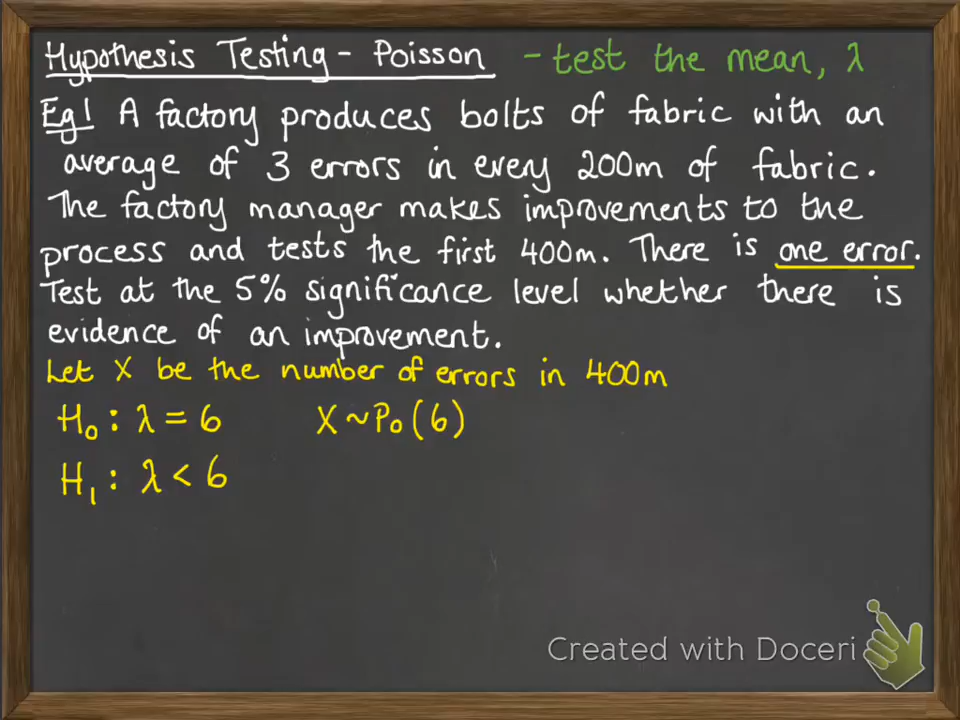 Hypothesis Testing - Poisson - test the mean, λ
Eg1 A factory produces bolts of fabric with an
average of 3 errors in every 200m of fabric.
The factory manager makes improvements to the
process and tests the first 400m. There is one error.
Test at the 5% significance level whether there is
evidence of an improvement.
Let X be the number of errors in 400m
H₀ : λ = 6 X ~ Po(6)
H₁ : λ < 6
Created with Doceri